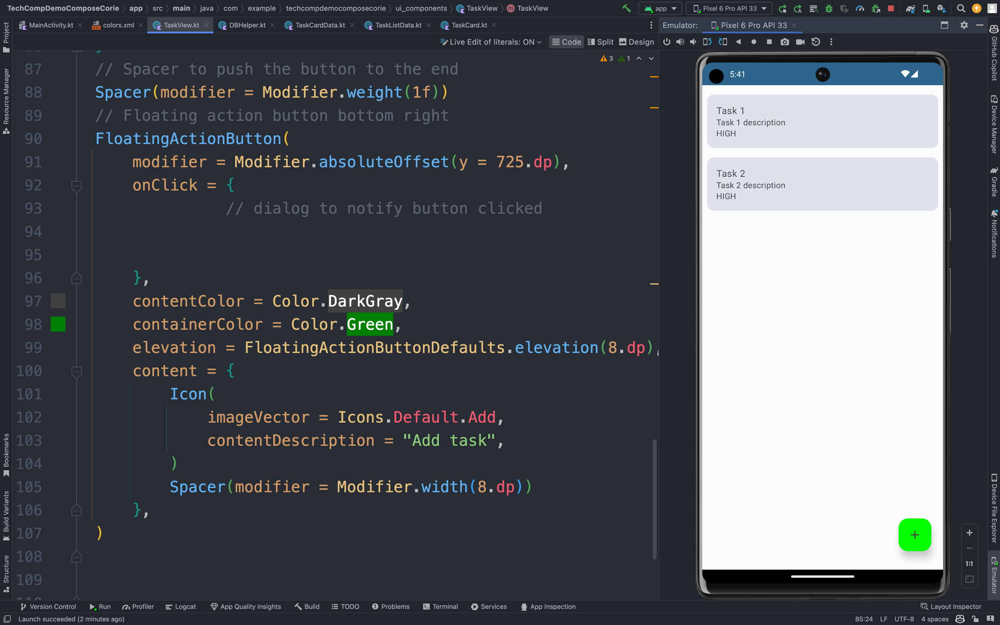 TechCompDemoComposeCorie app src main java com example techcompdemocomposecorie ui_components TaskView TaskView
app Pixel 6 Pro API 33
MainActivity.kt colors.xml TaskView.kt DBHelper.kt TaskCardData.kt TaskListData.kt TaskCard.kt
Emulator: Pixel 6 Pro API 33
Live Edit of literals: ON Code Split Design
3 1
87 // Spacer to push the button to the end
88 Spacer(modifier = Modifier.weight(1f))
89 // Floating action button bottom right
90 FloatingActionButton(
91 modifier = Modifier.absoluteOffset(y = 725.dp),
92 onClick = {
93 // dialog to notify button clicked
94
95
96 },
97 contentColor = Color.DarkGray,
98 containerColor = Color.Green,
99 elevation = FloatingActionButtonDefaults.elevation(8.dp),
100 content = {
101 Icon(
102 imageVector = Icons.Default.Add,
103 contentDescription = "Add task",
104 )
105 Spacer(modifier = Modifier.width(8.dp))
106 },
107 )
108
109
5:41
Task 1
Task 1 description
HIGH
Task 2
Task 2 description
HIGH
+
+
−
1:1
Project
Resource Manager
Bookmarks
Build Variants
Structure
GitHub Copilot
Device Manager
Gradle
Notifications
Device File Explorer
Emulator
Version Control Run Profiler Logcat App Quality Insights Build TODO Problems Terminal Services App Inspection Layout Inspector
Launch succeeded (2 minutes ago) 85:24 LF UTF-8 4 spaces